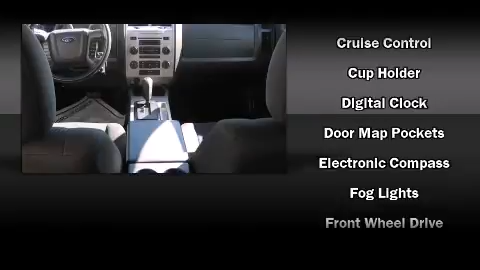 Cruise Control
Cup Holder
Digital Clock
Door Map Pockets
Electronic Compass
Fog Lights
Front Wheel Drive